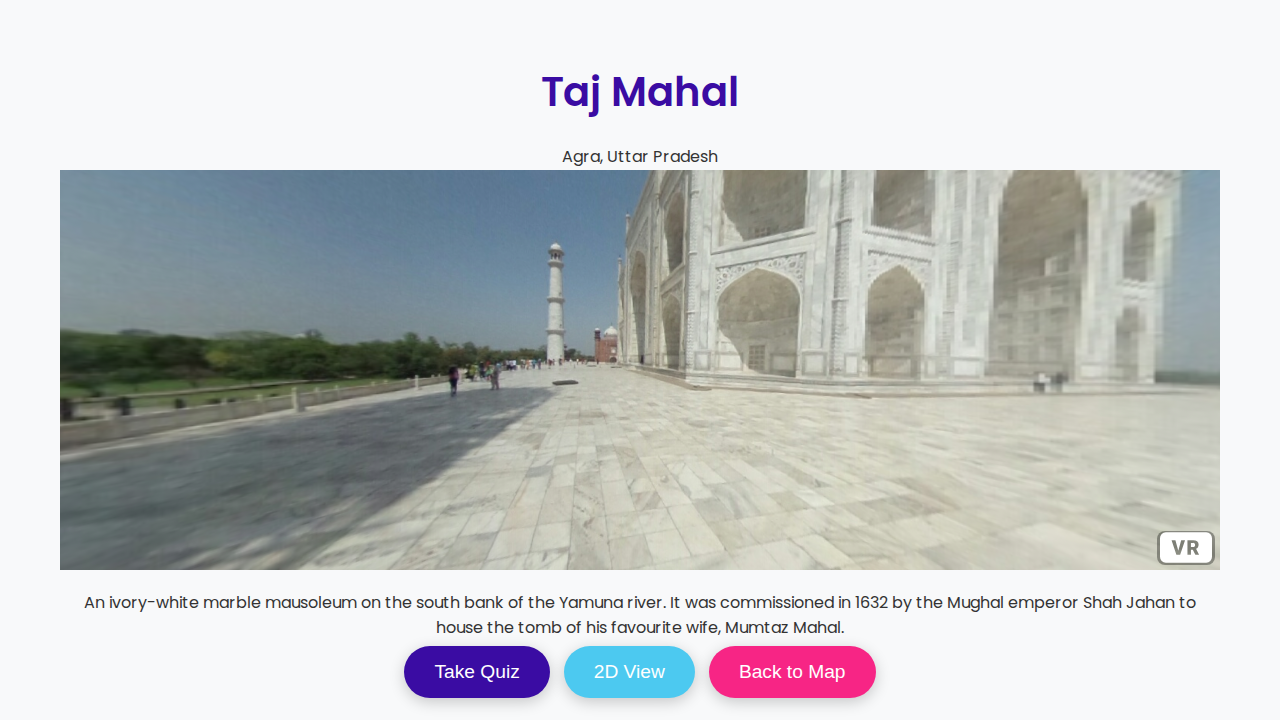 Taj Mahal
Agra, Uttar Pradesh
VR
An ivory-white marble mausoleum on the south bank of the Yamuna river. It was commissioned in 1632 by the Mughal emperor Shah Jahan to
house the tomb of his favourite wife, Mumtaz Mahal.
Take Quiz
2D View
Back to Map